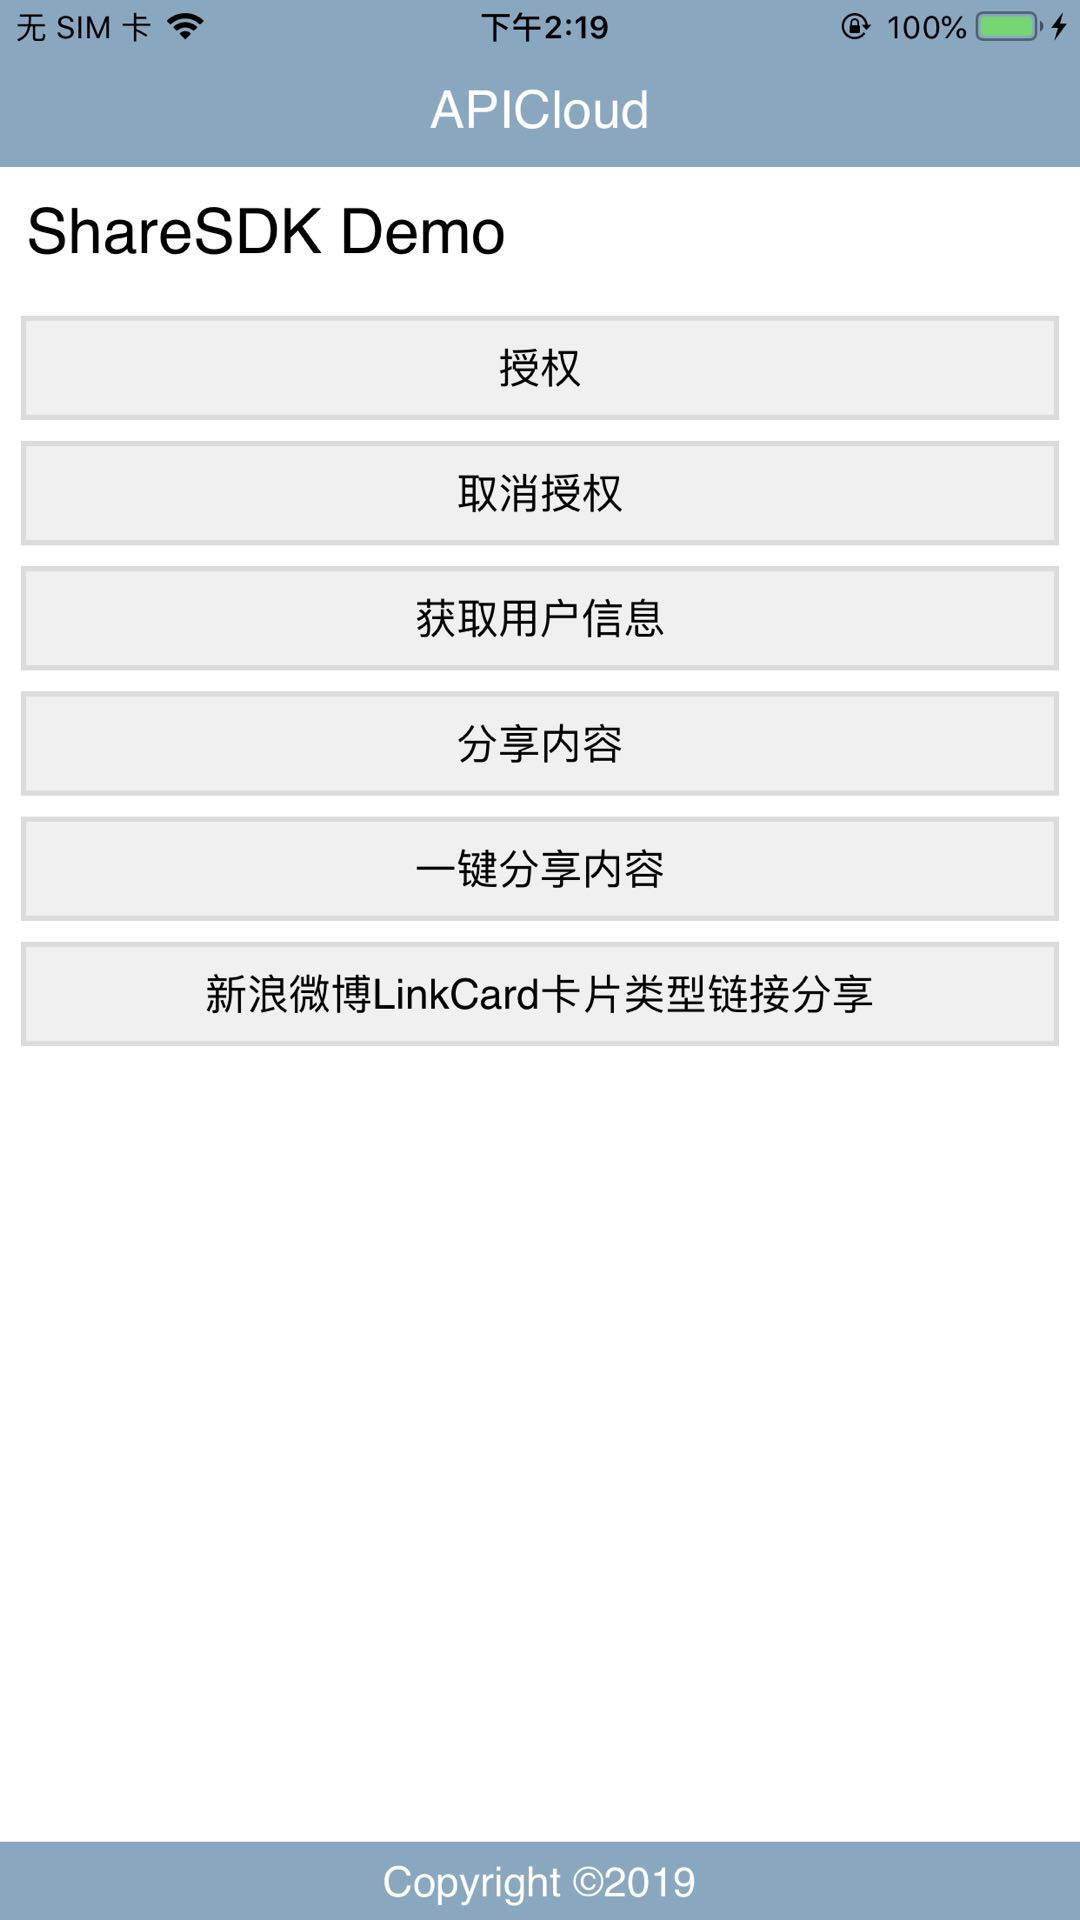 无 SIM 卡 下午2:19 100%
APICloud
ShareSDK Demo
授权
取消授权
获取用户信息
分享内容
一键分享内容
新浪微博LinkCard卡片类型链接分享
Copyright ©2019